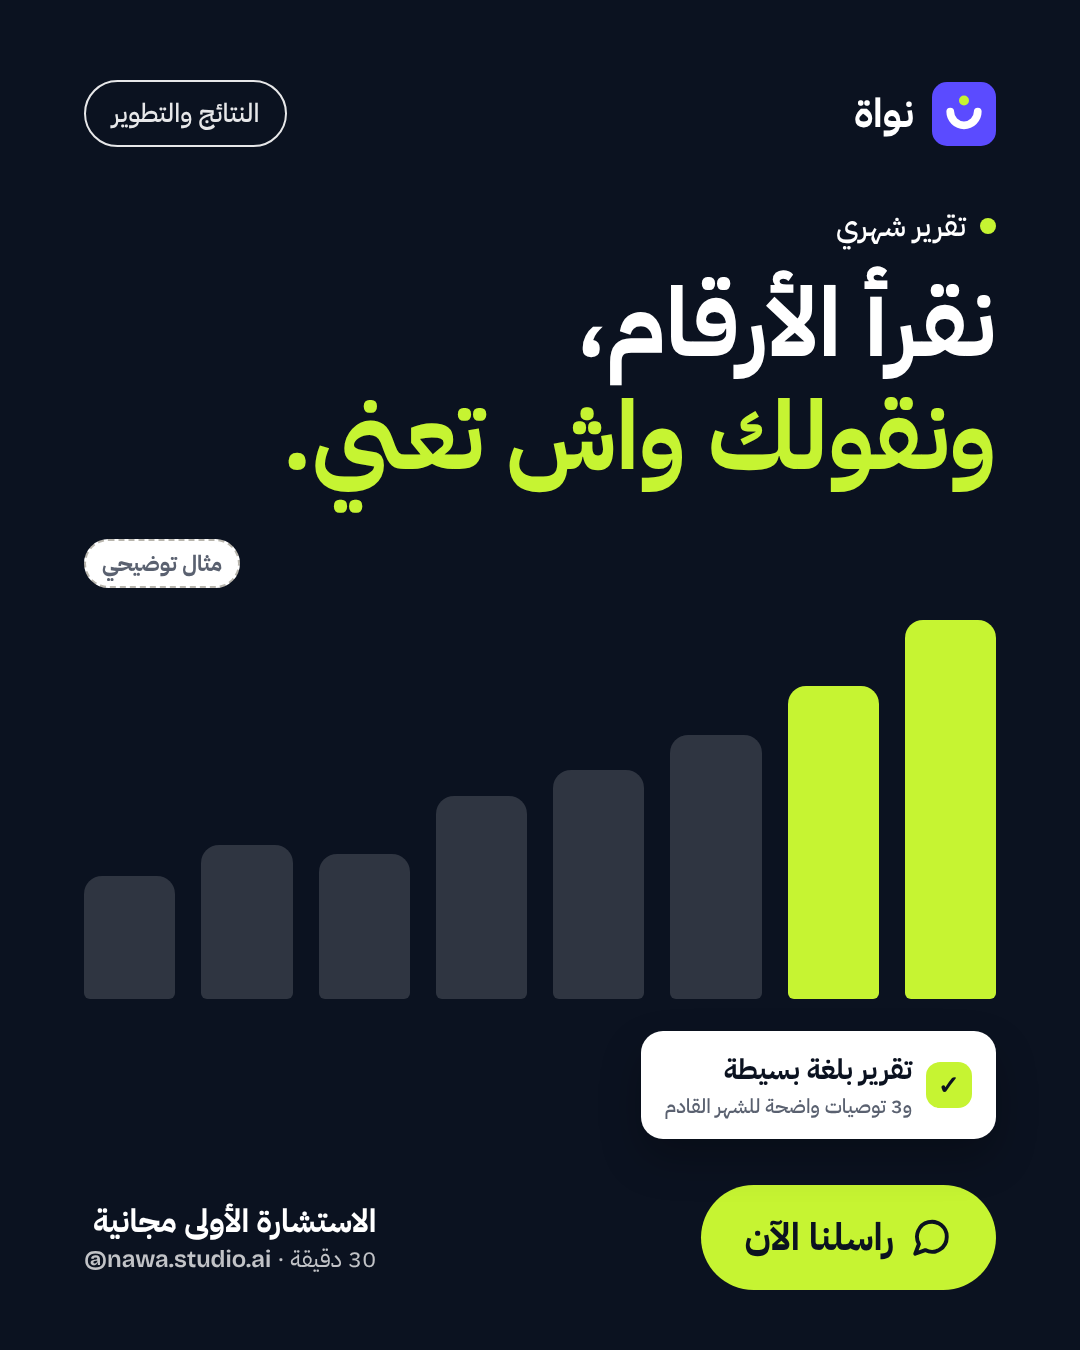 نواة
النتائج والتطوير
تقرير شهري
نقرأ الأرقام،
ونقولك واش تعني.
مثال توضيحي
✓ تقرير بلغة بسيطة
و3 توصيات واضحة للشهر القادم
راسلنا الآن
الاستشارة الأولى مجانية
30 دقيقة · @nawa.studio.ai